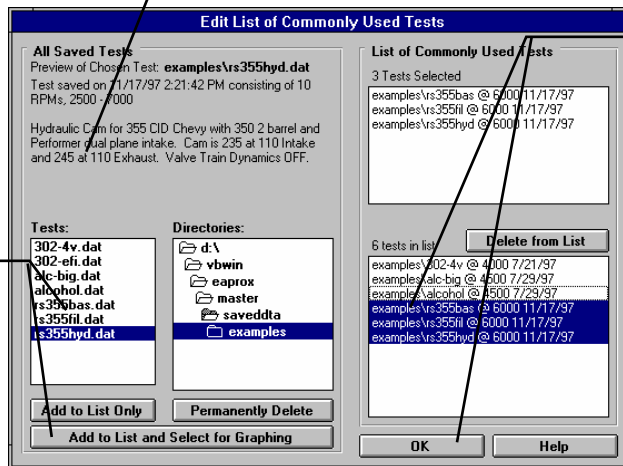 Edit List of Commonly Used Tests
All Saved Tests
Preview of Chosen Test: examples\rs355hyd.dat
Test saved on 11/17/97 2:21:42 PM consisting of 10
RPMs, 2500 - 7000
Hydraulic Cam for 355 CID Chevy with 350 2 barrel and
Performer dual plane intake. Cam is 235 at 110 Intake
and 245 at 110 Exhaust. Valve Train Dynamics OFF.
Tests:
302-4v.dat
302-efi.dat
alc-big.dat
alcohol.dat
rs355bas.dat
rs355fil.dat
rs355hyd.dat
Directories:
d:\
vbwin
eaprox
master
saveddta
examples
Add to List Only
Permanently Delete
Add to List and Select for Graphing
List of Commonly Used Tests
3 Tests Selected
examples\rs355bas @ 6000 11/17/97
examples\rs355fil @ 6000 11/17/97
examples\rs355hyd @ 6000 11/17/97
6 tests in list
Delete from List
examples\302-4v @ 4000 7/21/97
examples\alc-big @ 4500 7/29/97
examples\alcohol @ 4500 7/29/97
examples\rs355bas @ 6000 11/17/97
examples\rs355fil @ 6000 11/17/97
examples\rs355hyd @ 6000 11/17/97
OK
Help